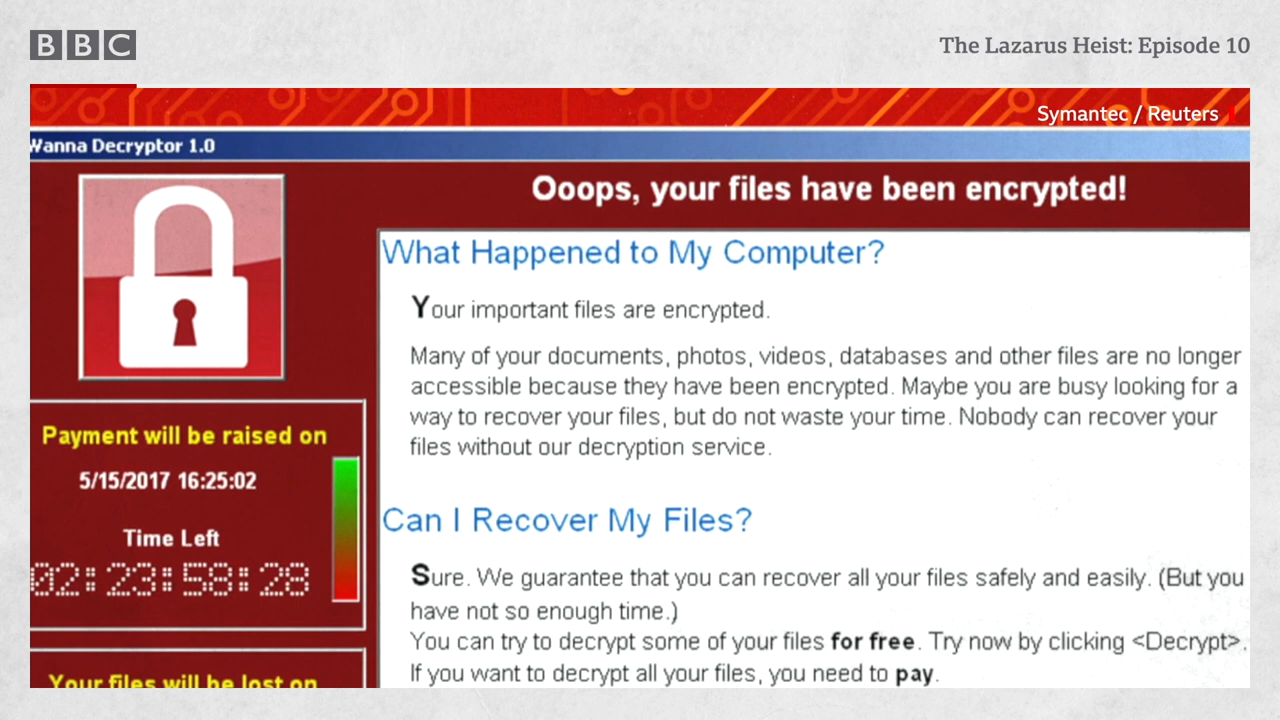 BBC
The Lazarus Heist: Episode 10
Symantec / Reuters
Wanna Decryptor 1.0
Ooops, your files have been encrypted!
What Happened to My Computer?
Your important files are encrypted.
Many of your documents, photos, videos, databases and other files are no longer
accessible because they have been encrypted. Maybe you are busy looking for a
way to recover your files, but do not waste your time. Nobody can recover your
files without our decryption service.
Can I Recover My Files?
Sure. We guarantee that you can recover all your files safely and easily. (But you
have not so enough time.)
You can try to decrypt some of your files for free. Try now by clicking <Decrypt>.
If you want to decrypt all your files, you need to pay.
Payment will be raised on
5/15/2017 16:25:02
Time Left
02:23:58:28
Your files will be lost on